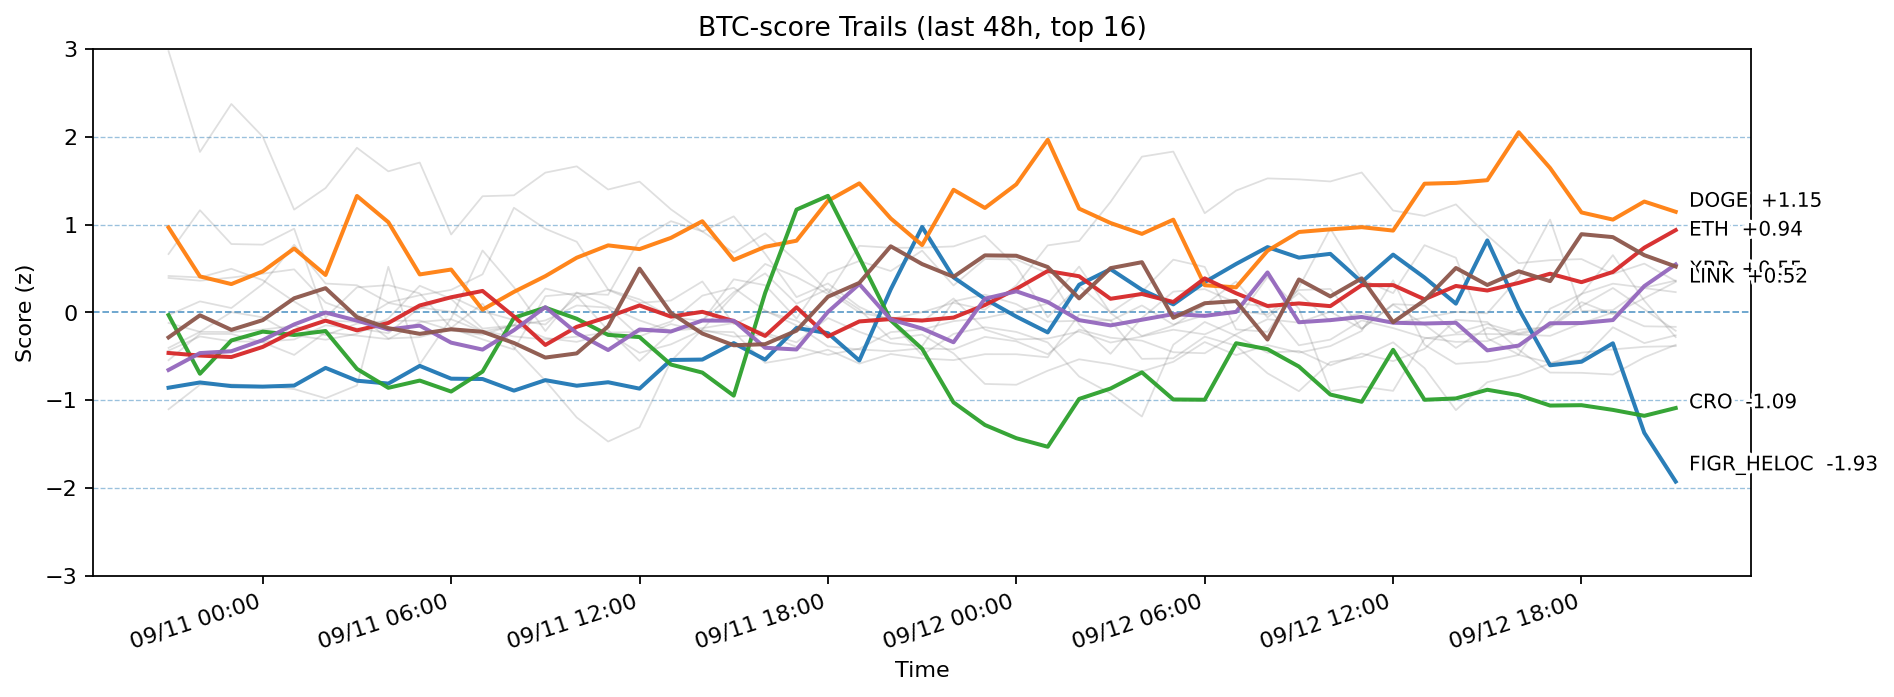 BTC-score Trails (last 48h, top 16)
Score (z)
3
2
1
0
−1
−2
−3
DOGE +1.15
ETH +0.94
LINK +0.52
CRO -1.09
FIGR_HELOC -1.93
09/11 00:00
09/11 06:00
09/11 12:00
09/11 18:00
09/12 00:00
09/12 06:00
09/12 12:00
09/12 18:00
Time